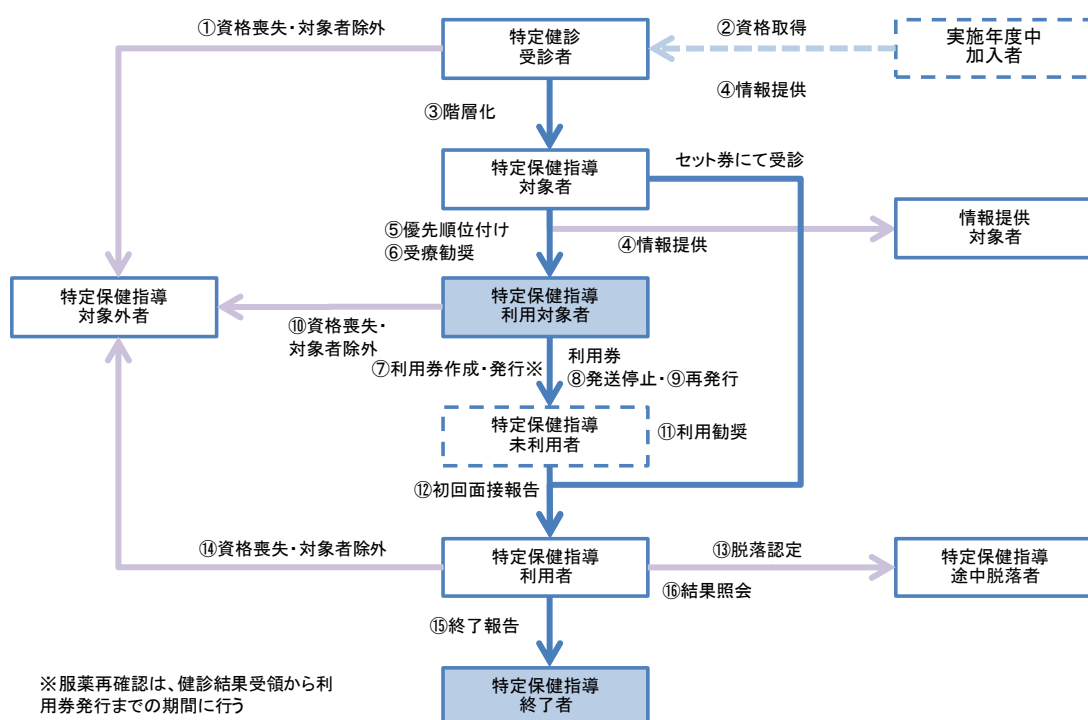 ①資格喪失・対象者除外
特定健診
受診者
②資格取得
実施年度中
加入者
④情報提供
③階層化
特定保健指導
対象者
セット券にて受診
⑤優先順位付け
⑥受療勧奨
④情報提供
情報提供
対象者
特定保健指導
対象外者
特定保健指導
利用対象者
⑩資格喪失・
対象者除外
⑦利用券作成・発行※
利用券
⑧発送停止・⑨再発行
特定保健指導
未利用者
⑪利用勧奨
⑫初回面接報告
⑭資格喪失・対象者除外
特定保健指導
利用者
⑬脱落認定
⑯結果照会
特定保健指導
途中脱落者
⑮終了報告
特定保健指導
終了者
※服薬再確認は、健診結果受領から利
用券発行までの期間に行う